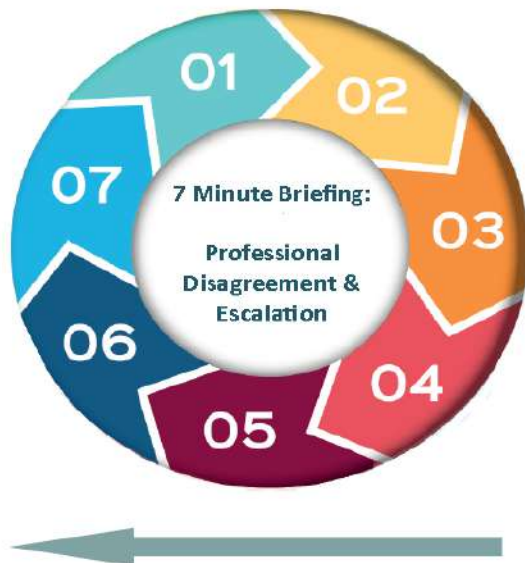 01
02
03
04
05
06
07
7 Minute Briefing:
Professional
Disagreement &
Escalation